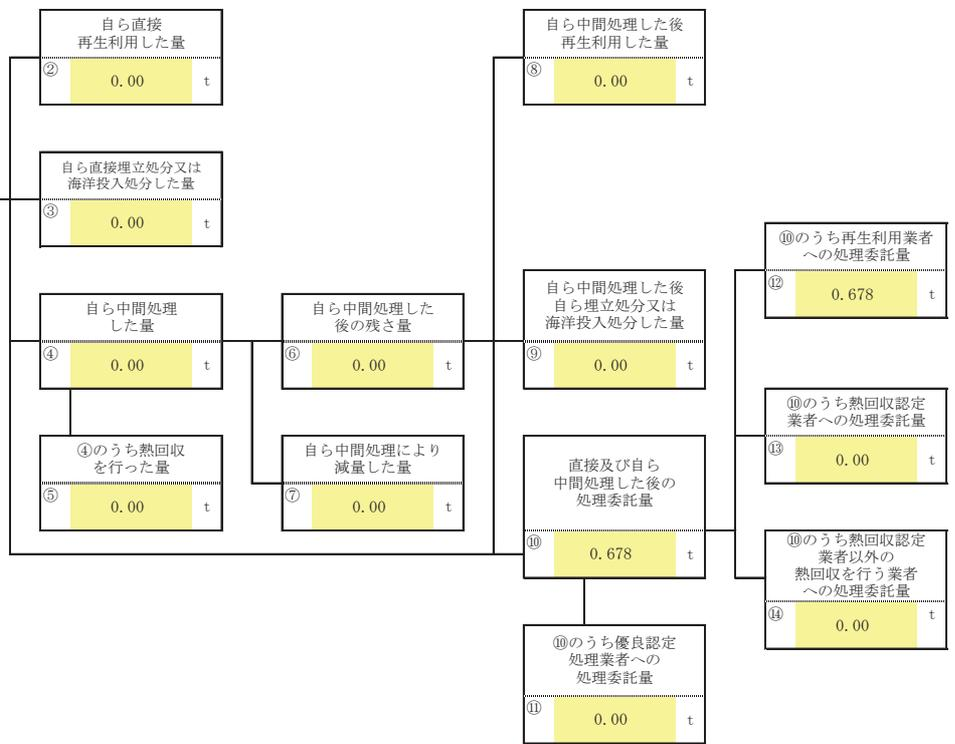 自ら直接
再生利用した量
②
0.00 t
自ら直接埋立処分又は
海洋投入処分した量
③
0.00 t
自ら中間処理
した量
④
0.00 t
④のうち熱回収
を行った量
⑤
0.00 t
自ら中間処理した
後の残さ量
⑥
0.00 t
自ら中間処理により
減量した量
⑦
0.00 t
自ら中間処理した後
再生利用した量
⑧
0.00 t
自ら中間処理した後
自ら埋立処分又は
海洋投入処分した量
⑨
0.00 t
直接及び自ら
中間処理した後の
処理委託量
⑩
0.678 t
⑩のうち優良認定
処理業者への
処理委託量
⑪
0.00 t
⑩のうち再生利用業者
への処理委託量
⑫
0.678 t
⑩のうち熱回収認定
業者への処理委託量
⑬
0.00 t
⑩のうち熱回収認定
業者以外の
熱回収を行う業者
への処理委託量
⑭
0.00 t